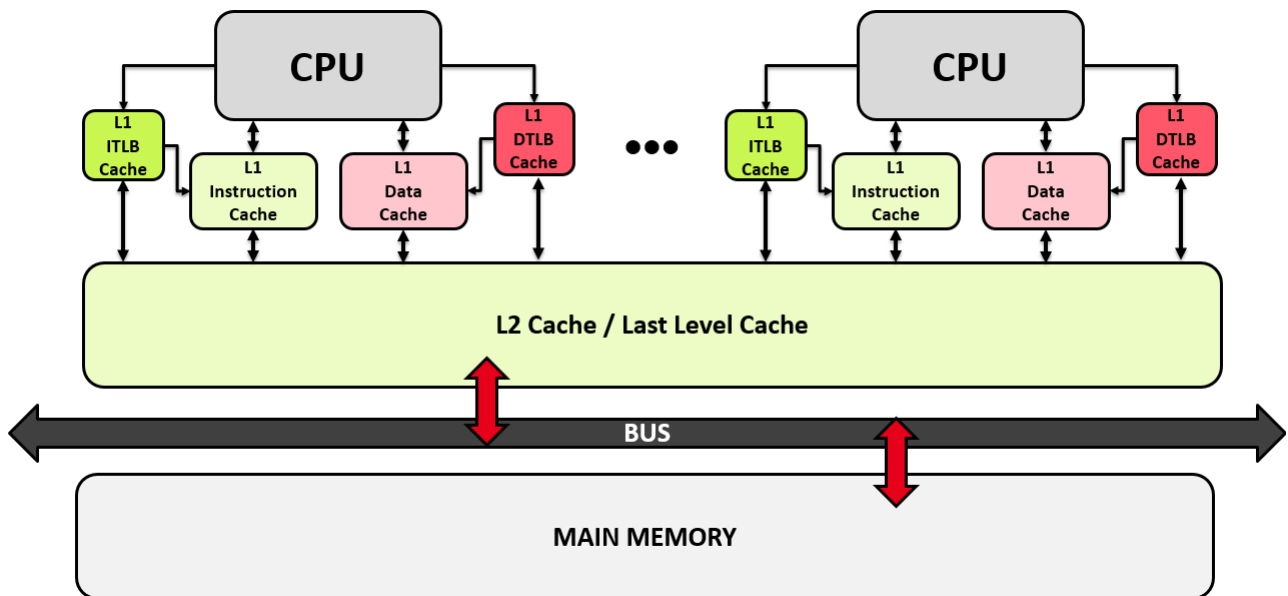 CPU
CPU
L1
ITLB
Cache
L1
DTLB
Cache
L1
Instruction
Cache
L1
Data
Cache
•••
L1
ITLB
Cache
L1
DTLB
Cache
L1
Instruction
Cache
L1
Data
Cache
L2 Cache / Last Level Cache
BUS
MAIN MEMORY